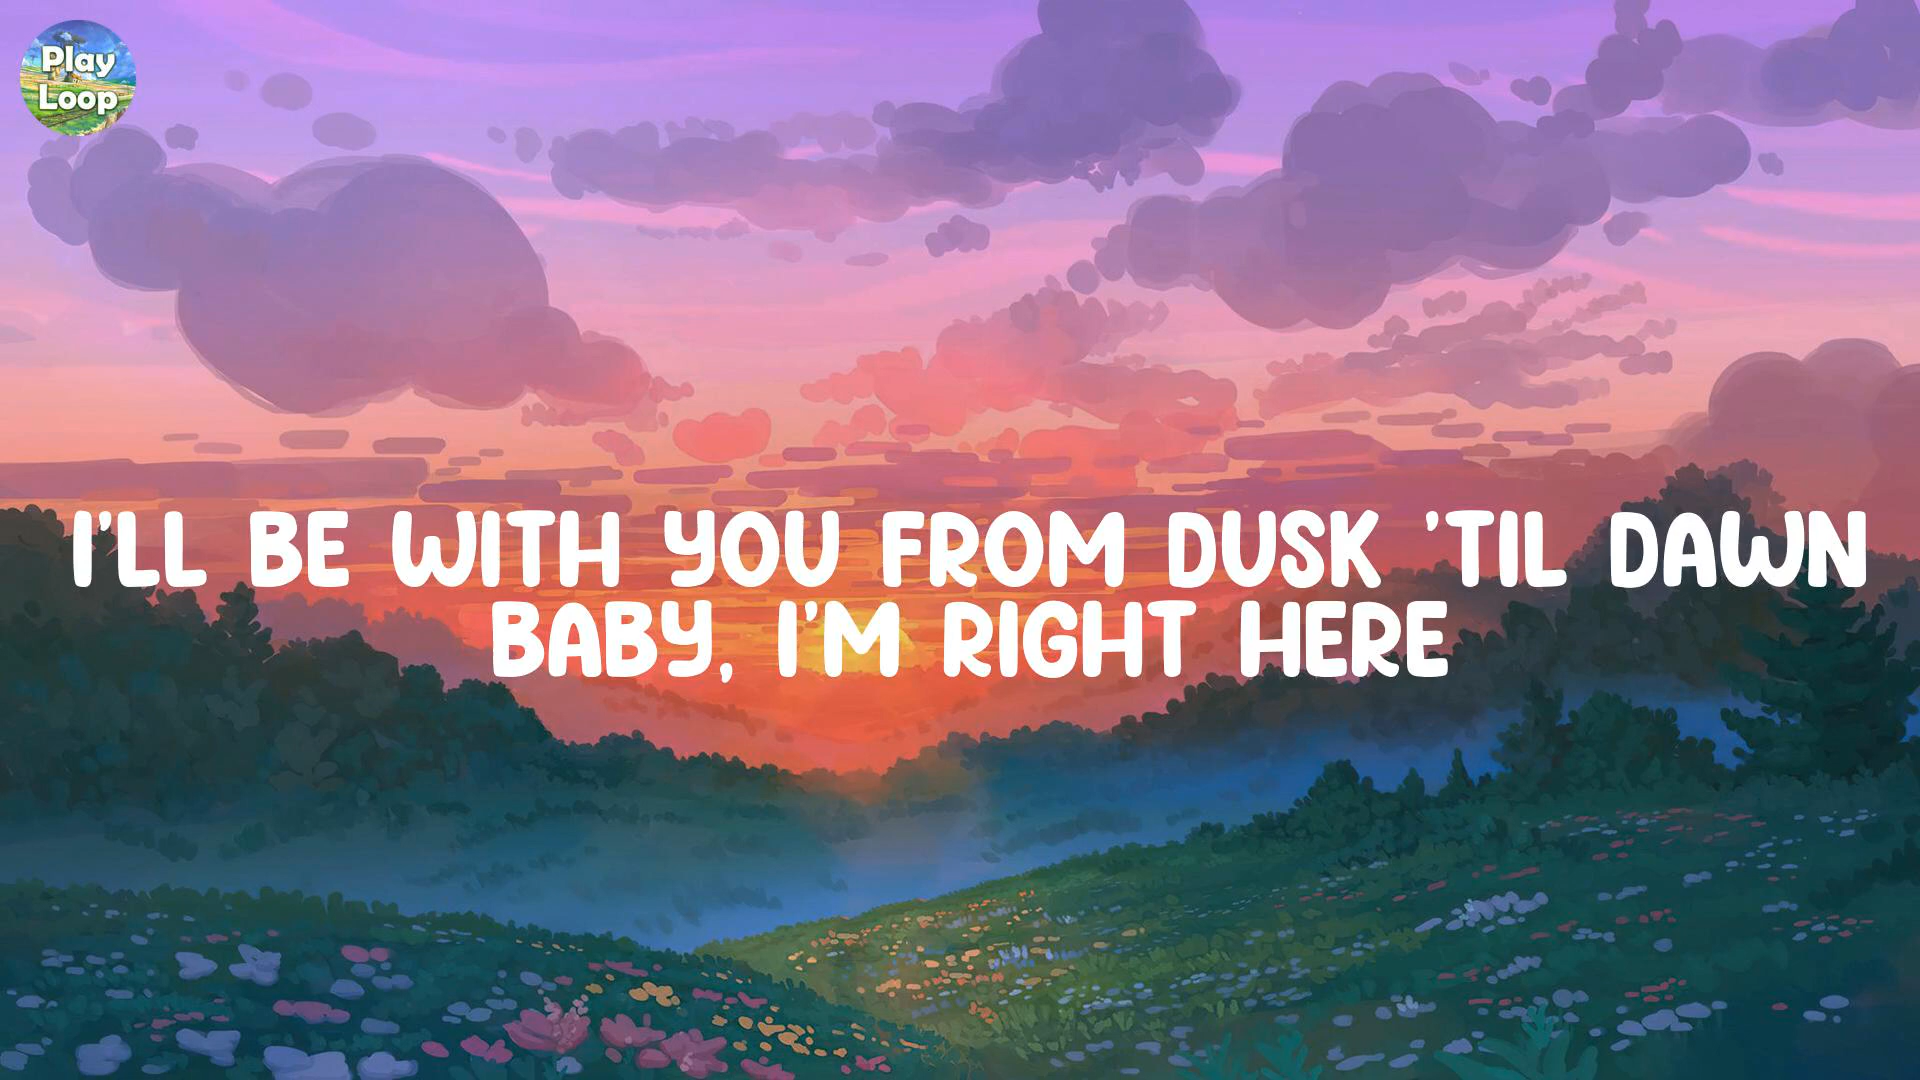 Play
Loop
I'LL BE WITH YOU FROM DUSK 'TIL DAWN
BABY, I'M RIGHT HERE